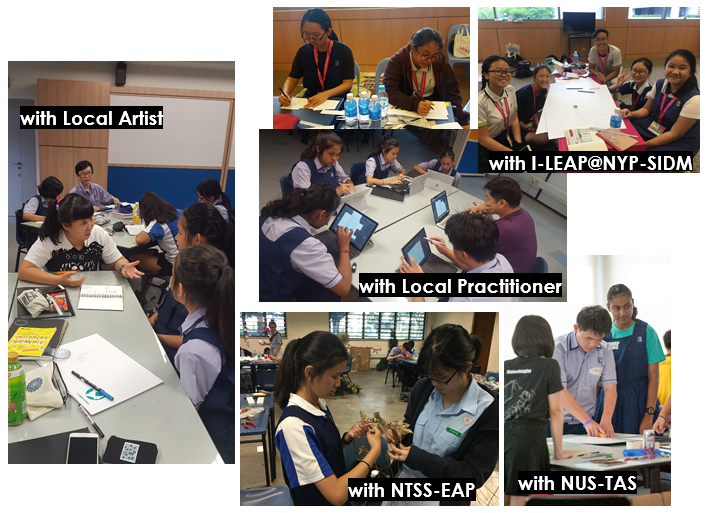 with Local Artist
with I-LEAP@NYP-SIDM
with Local Practitioner
with NTSS-EAP
with NUS-TAS